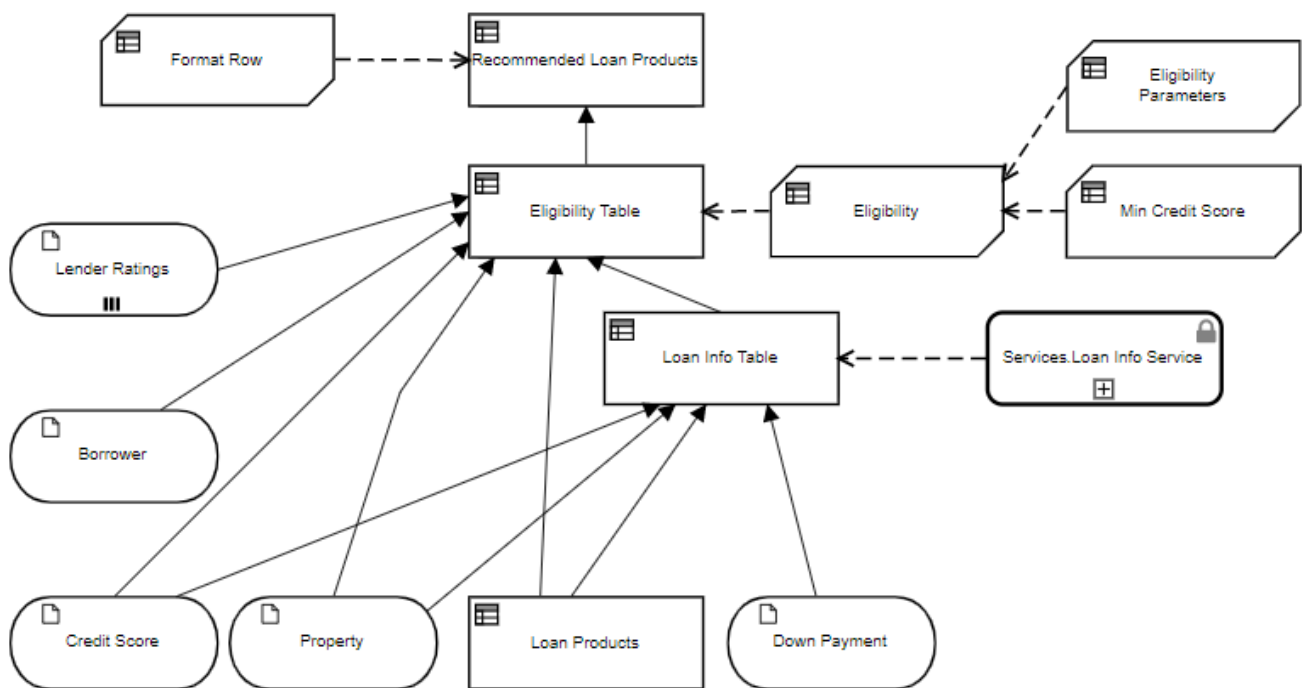 Format Row
Recommended Loan Products
Eligibility
Parameters
Eligibility Table
Eligibility
Min Credit Score
Lender Ratings
Loan Info Table
Services.Loan Info Service
Borrower
Credit Score
Property
Loan Products
Down Payment